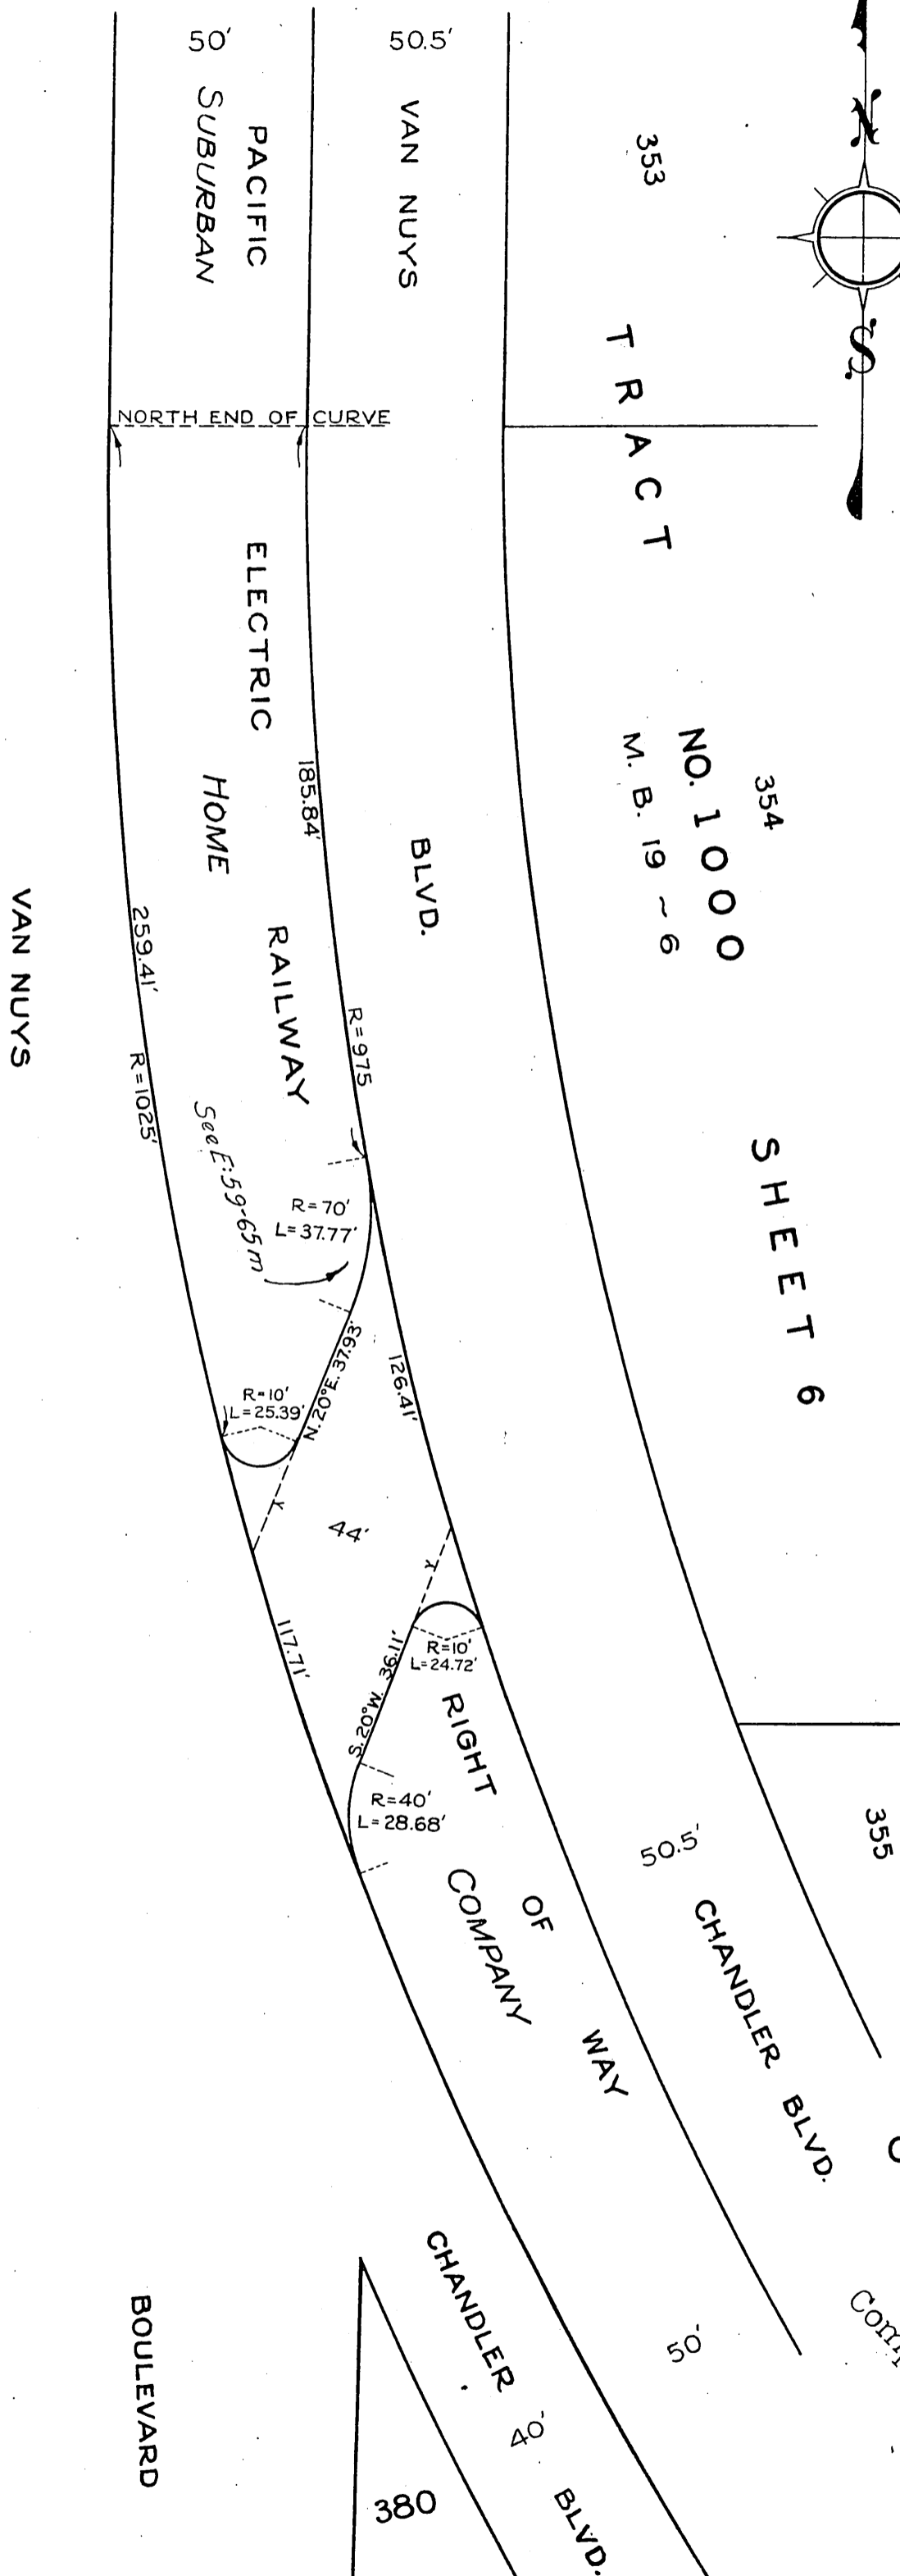 50'
50.5'
PACIFIC
SUBURBAN
VAN NUYS
353
N
S.
TRACT
NORTH END OF CURVE
ELECTRIC
185.84'
HOME
BLVD.
NO. 1000
M. B. 19 ~ 6
354
VAN NUYS
259.41'
R=1025'
RAILWAY
R=975
SHEET 6
See E:59-65m
R=70'
L=37.77'
N.20°E. 37.93'
126.41'
R=10'
L=25.39'
44'
117.71'
R=10'
L=24.72'
S.20°W. 36.11'
RIGHT
R=40'
L=28.68'
355
50.5'
CHANDLER BLVD.
OF
COMPANY
WAY
50'
CHANDLER
40'
BLVD.
BOULEVARD
380